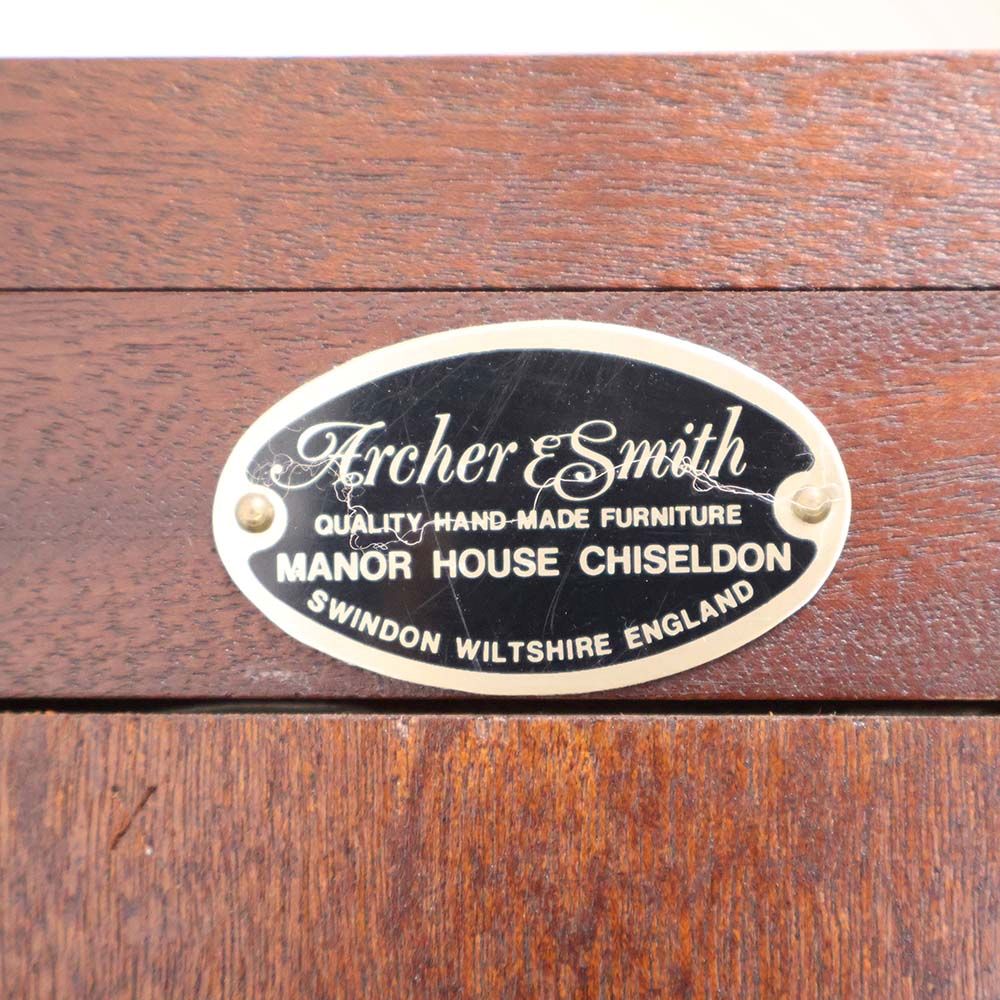 Archer & Smith
QUALITY HAND MADE FURNITURE
MANOR HOUSE CHISELDON
SWINDON WILTSHIRE ENGLAND